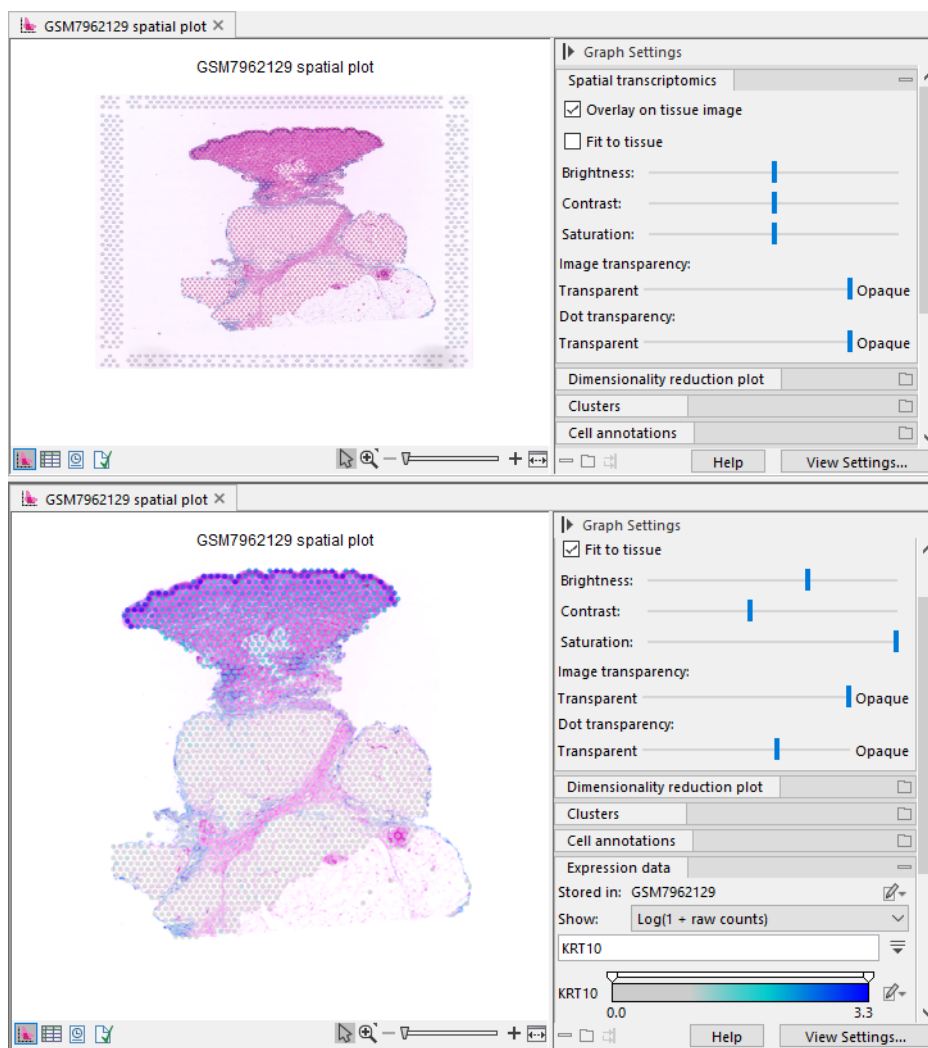 GSM7962129 spatial plot
GSM7962129 spatial plot
Graph Settings
Spatial transcriptomics
Overlay on tissue image
Fit to tissue
Brightness:
Contrast:
Saturation:
Image transparency:
Transparent Opaque
Dot transparency:
Transparent Opaque
Dimensionality reduction plot
Clusters
Cell annotations
Help View Settings...
GSM7962129 spatial plot
GSM7962129 spatial plot
Graph Settings
Fit to tissue
Brightness:
Contrast:
Saturation:
Image transparency:
Transparent Opaque
Dot transparency:
Transparent Opaque
Dimensionality reduction plot
Clusters
Cell annotations
Expression data
Stored in: GSM7962129
Show: Log(1 + raw counts)
KRT10
KRT10
0.0 3.3
Help View Settings...